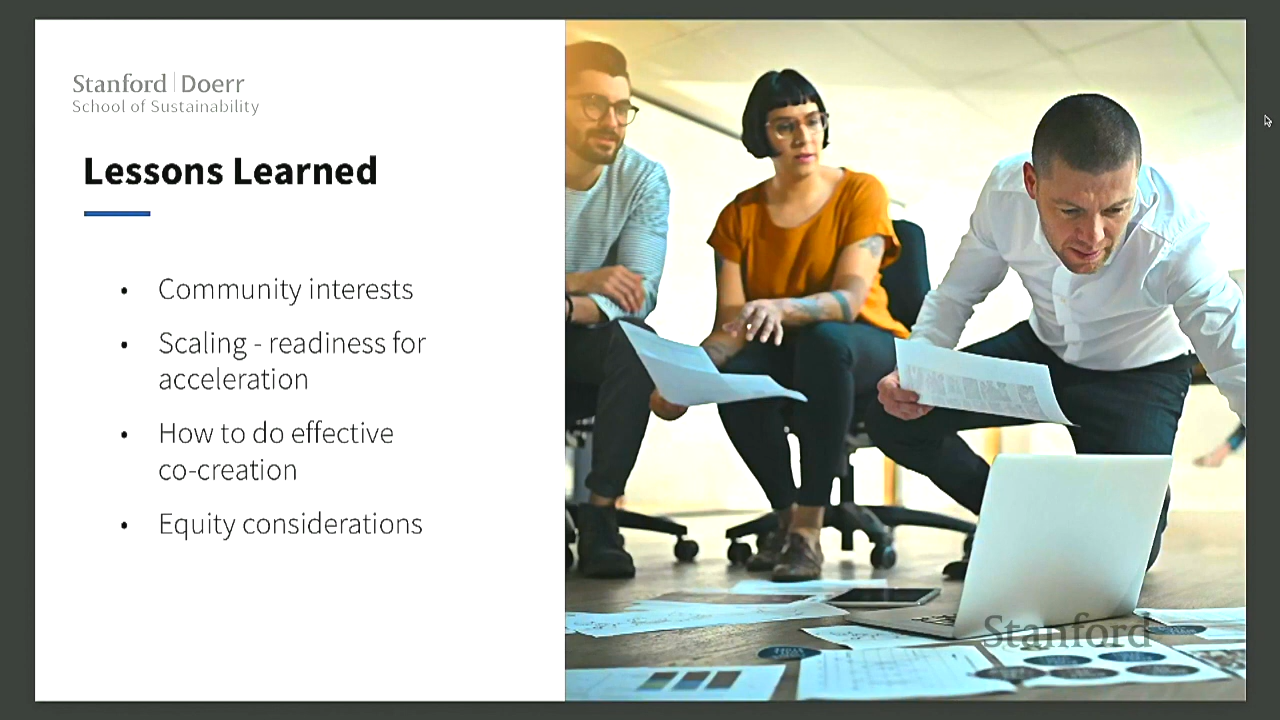 Stanford | Doerr
School of Sustainability
Lessons Learned
• Community interests
• Scaling - readiness for
acceleration
• How to do effective
co-creation
• Equity considerations
Stanford